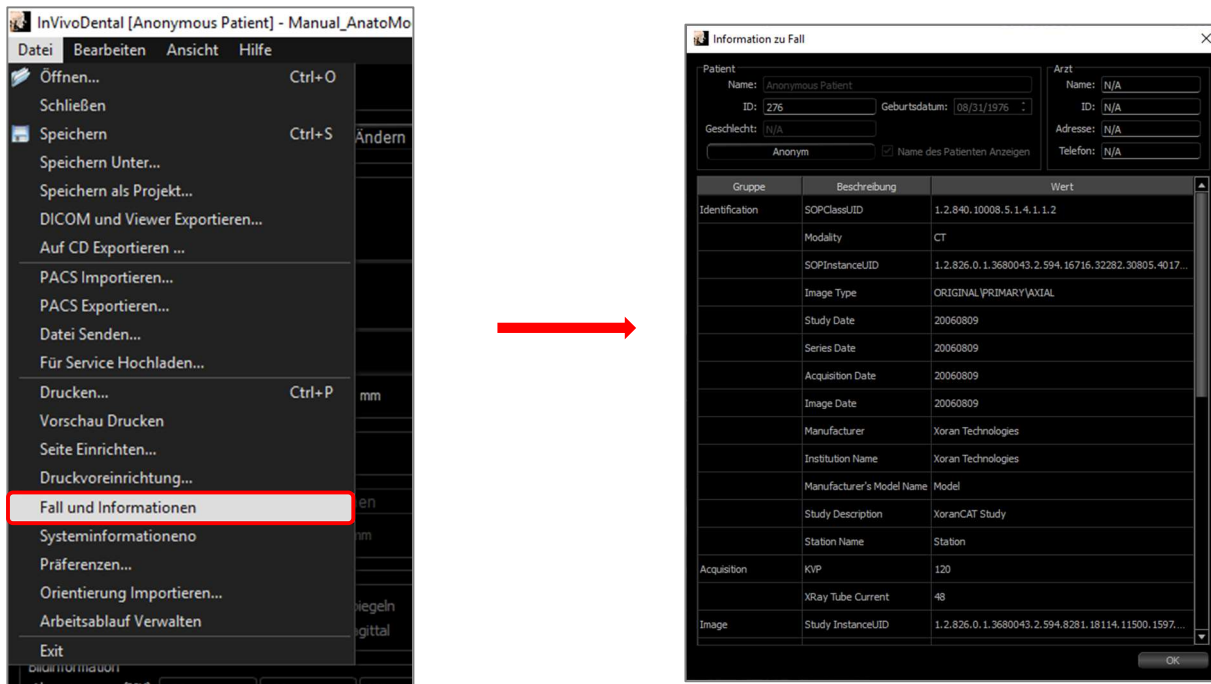 InVivoDental [Anonymous Patient] - Manual_AnatoMo
Datei Bearbeiten Ansicht Hilfe
Öffnen... Ctrl+O
Schließen
Speichern Ctrl+S
Ändern
Speichern Unter...
Speichern als Projekt...
DICOM und Viewer Exportieren...
Auf CD Exportieren ...
PACS Importieren...
PACS Exportieren...
Datei Senden...
Für Service Hochladen...
Drucken... Ctrl+P
mm
Vorschau Drucken
Seite Einrichten...
Druckvoreinrichtung...
Fall und Informationen
en
Systeminformationeno
mm
Präferenzen...
Orientierung Importieren...
piegeln
Arbeitsablauf Verwalten
agittal
Exit
Bildinformation
Information zu Fall
Patient
Name: Anonymous Patient
ID: 276 Geburtsdatum: 08/31/1976
Geschlecht: N/A
Anonym Name des Patienten Anzeigen
Arzt
Name: N/A
ID: N/A
Adresse: N/A
Telefon: N/A
Gruppe Beschreibung Wert
Identification SOPClassUID 1.2.840.10008.5.1.4.1.1.2
Modality CT
SOPInstanceUID 1.2.826.0.1.3680043.2.594.16716.32282.30805.4017...
Image Type ORIGINAL\PRIMARY\AXIAL
Study Date 20060809
Series Date 20060809
Acquisition Date 20060809
Image Date 20060809
Manufacturer Xoran Technologies
Institution Name Xoran Technologies
Manufacturer's Model Name Model
Study Description XoranCAT Study
Station Name Station
Acquisition KVP 120
XRay Tube Current 48
Image Study InstanceUID 1.2.826.0.1.3680043.2.594.8281.18114.11500.1597....
OK